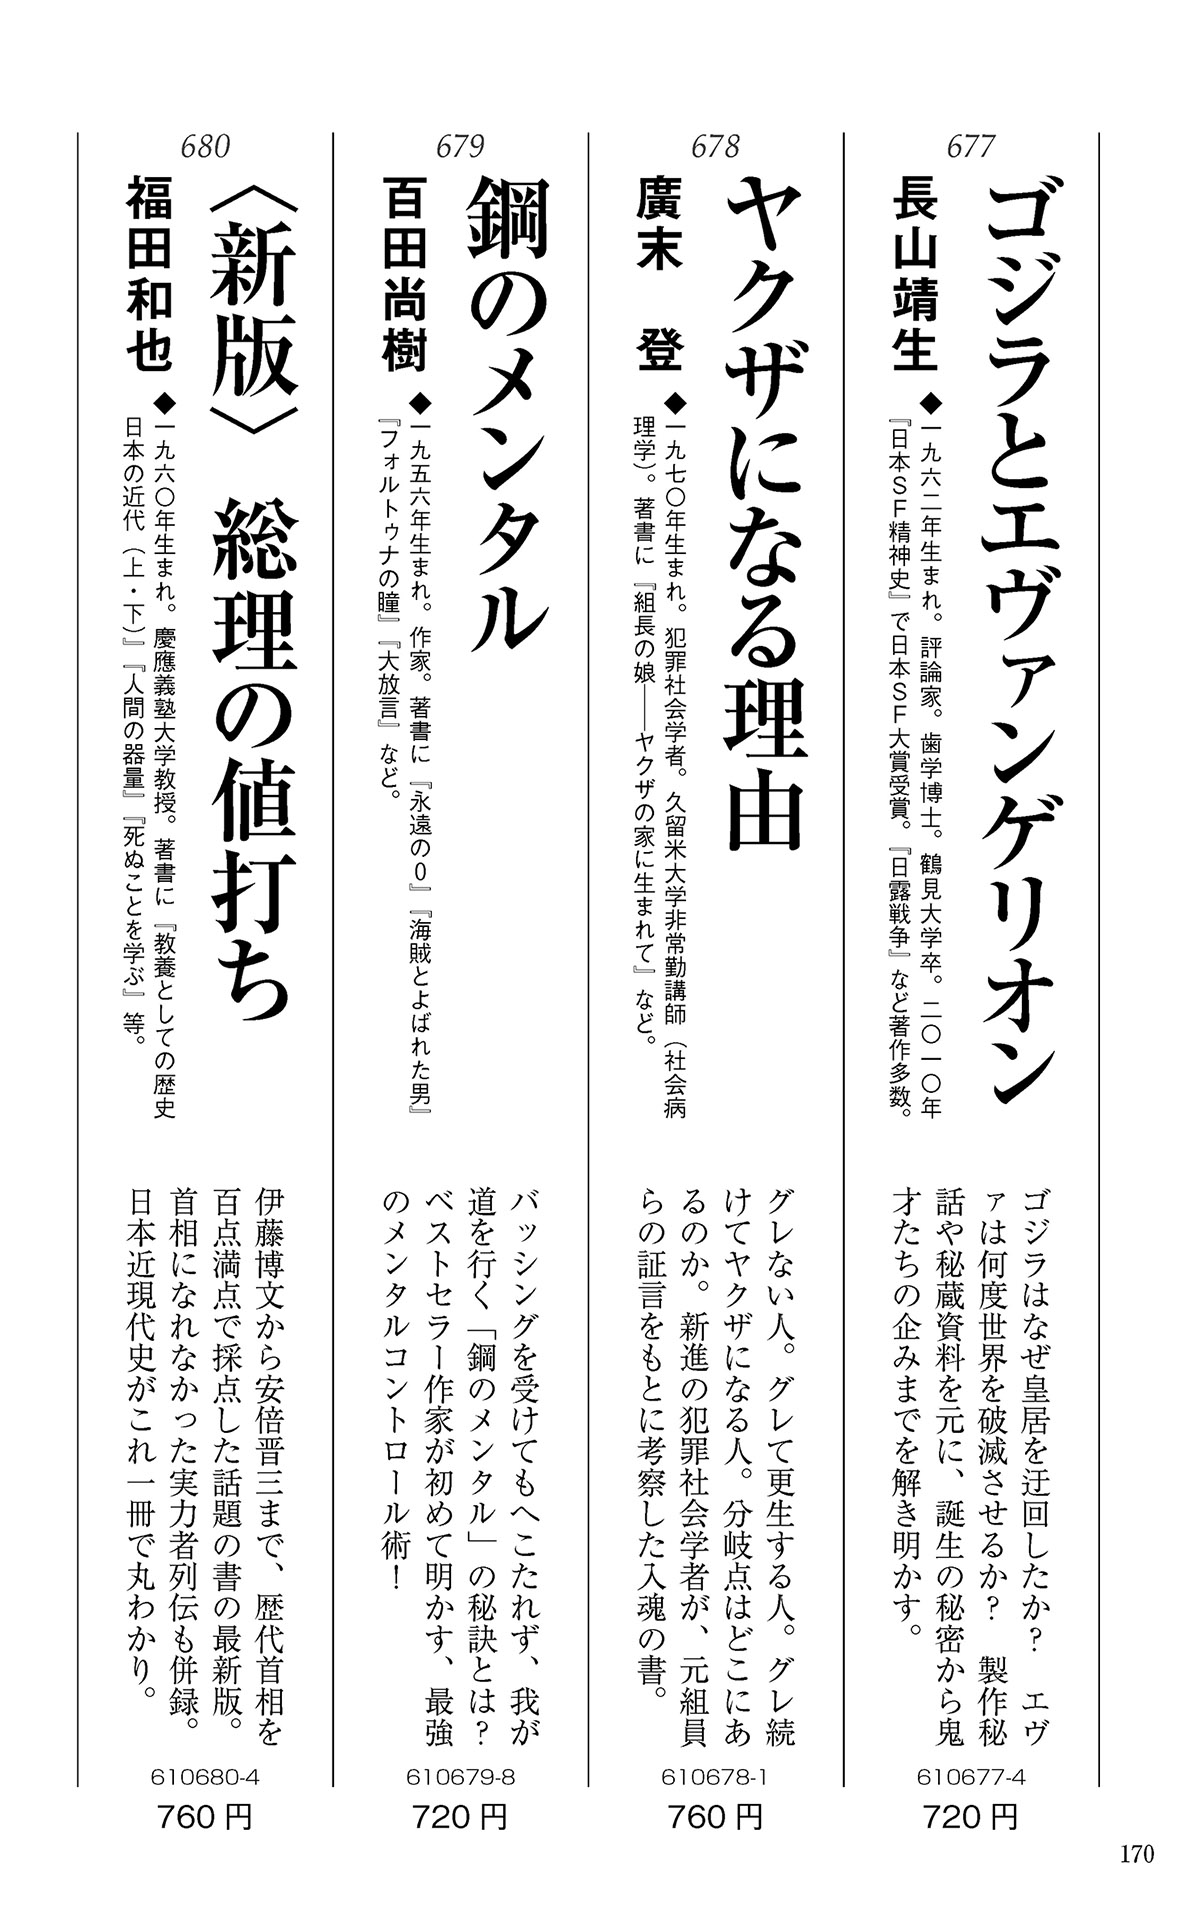 677
ゴジラとエヴァンゲリオン
長山靖生
◆一九六二年生まれ。評論家。歯学博士。鶴見大学卒。二〇一〇年
『日本ＳＦ精神史』で日本ＳＦ大賞受賞。『日露戦争』など著作多数。
ゴジラはなぜ皇居を迂回したか？　エヴ
ァは何度世界を破滅させるか？　製作秘
話や秘蔵資料を元に、誕生の秘密から鬼
才たちの企みまでを解き明かす。
610677-4
720円
678
ヤクザになる理由
廣末　登
◆一九七〇年生まれ。犯罪社会学者。久留米大学非常勤講師（社会病
理学）。著書に『組長の娘――ヤクザの家に生まれて』など。
グレない人。グレて更生する人。グレ続
けてヤクザになる人。分岐点はどこにあ
るのか。新進の犯罪社会学者が、元組員
らの証言をもとに考察した入魂の書。
610678-1
760円
679
鋼のメンタル
百田尚樹
◆一九五六年生まれ。作家。著書に『永遠の０』『海賊とよばれた男』
『フォルトゥナの瞳』『大放言』など。
バッシングを受けてもへこたれず、我が
道を行く「鋼のメンタル」の秘訣とは？
ベストセラー作家が初めて明かす、最強
のメンタルコントロール術！
610679-8
720円
680
〈新版〉　総理の値打ち
福田和也
◆一九六〇年生まれ。慶應義塾大学教授。著書に『教養としての歴史
日本の近代（上・下）』『人間の器量』『死ぬことを学ぶ』等。
伊藤博文から安倍晋三まで、歴代首相を
百点満点で採点した話題の書の最新版。
首相になれなかった実力者列伝も併録。
日本近現代史がこれ一冊で丸わかり。
610680-4
760円
170